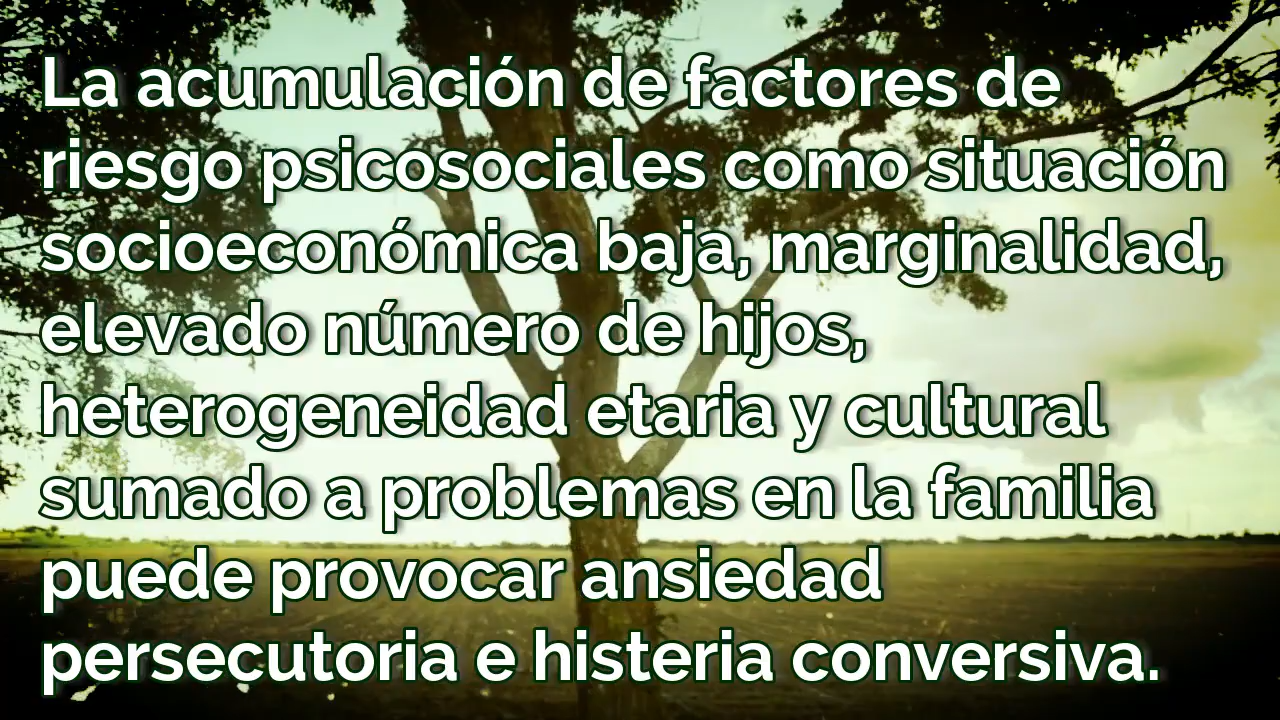 La acumulación de factores de
riesgo psicosociales como situación
socioeconómica baja, marginalidad,
elevado número de hijos,
heterogeneidad etaria y cultural
sumado a problemas en la familia
puede provocar ansiedad
persecutoria e histeria conversiva.